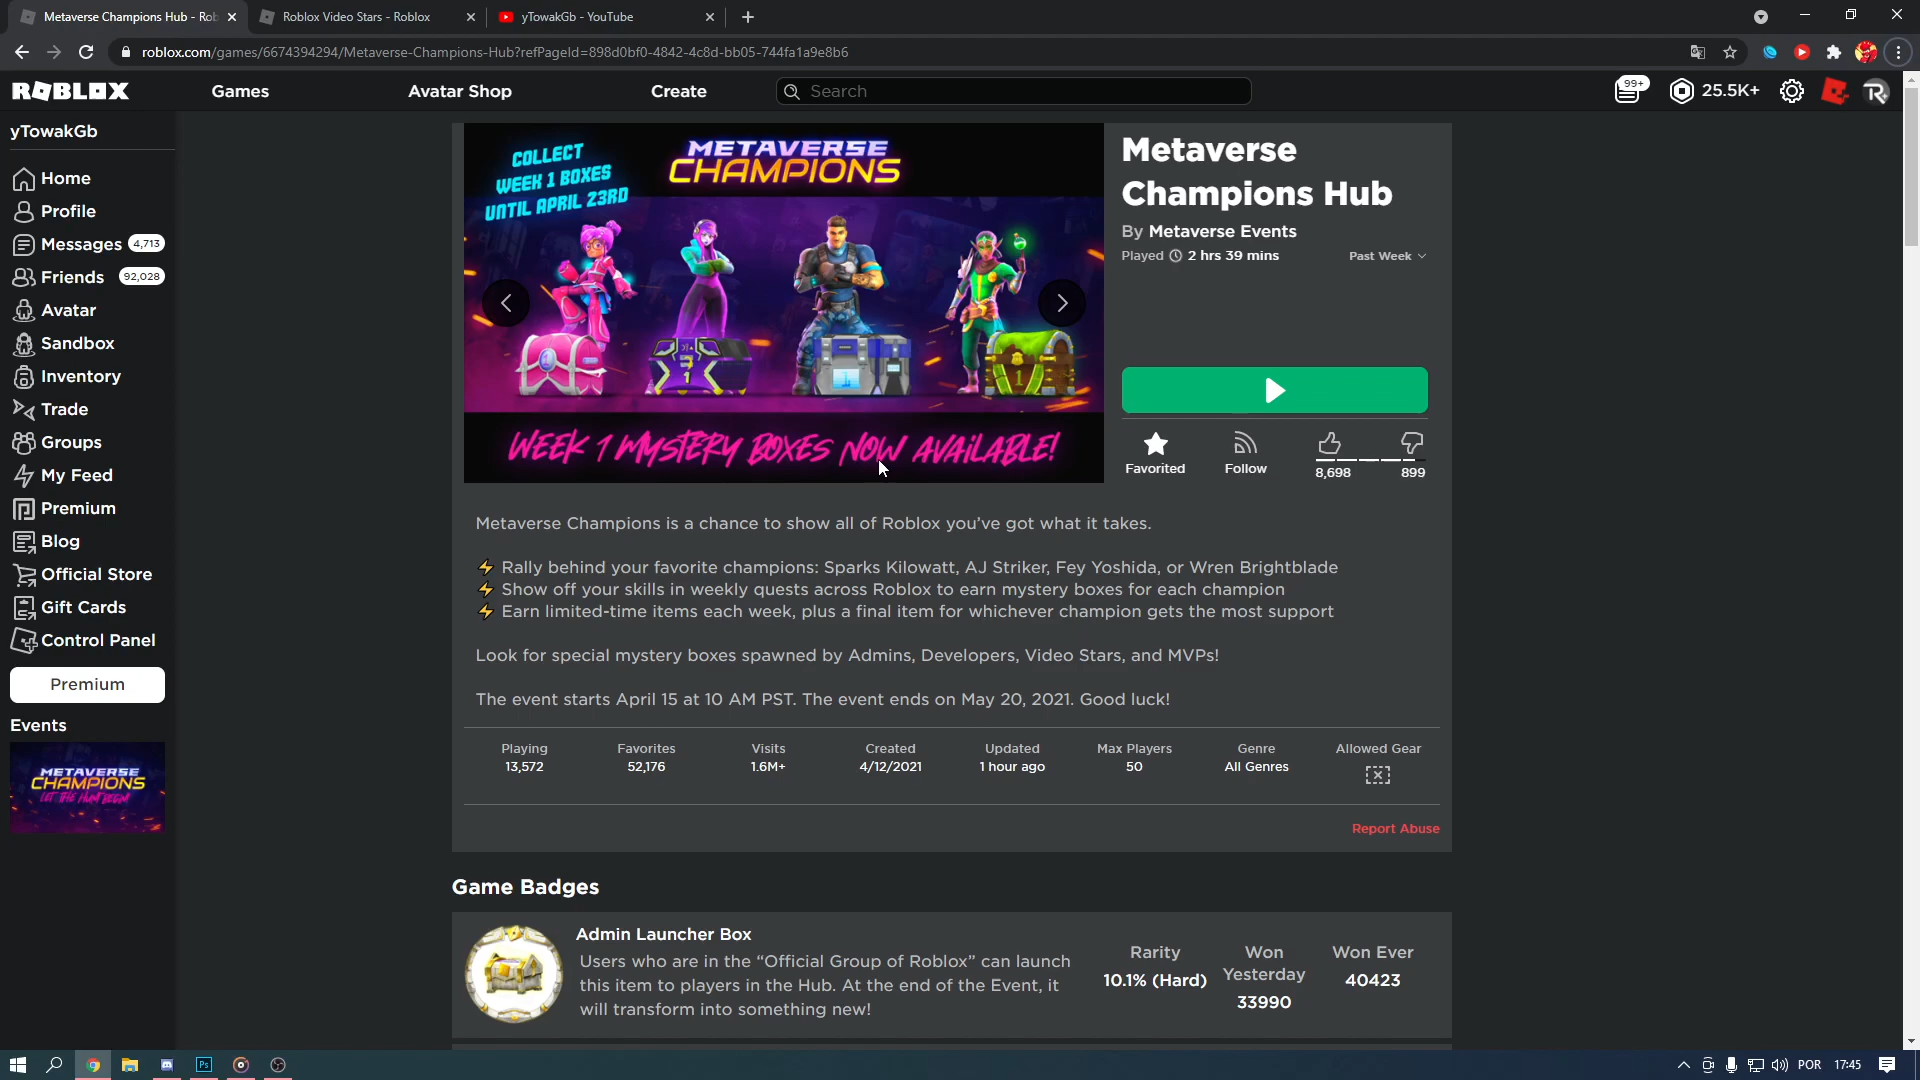 Metaverse Champions Hub - Rob
Roblox Video Stars - Roblox
yTowakGb - YouTube
roblox.com/games/6674394294/Metaverse-Champions-Hub?refPageId=898d0bf0-4842-4c8d-bb05-744fa1a9e8b6
ROBLOX
Games
Avatar Shop
Create
Search
99+
25.5K+
yTowakGb
Home
Profile
Messages 4,713
Friends 92,028
Avatar
Sandbox
Inventory
Trade
Groups
My Feed
Premium
Blog
Official Store
Gift Cards
Control Panel
Premium
Events
METAVERSE
CHAMPIONS
LET THE HUNT BEGIN!
COLLECT
WEEK 1 BOXES
UNTIL APRIL 23RD
METAVERSE
CHAMPIONS
WEEK 1 MYSTERY BOXES NOW AVAILABLE!
Metaverse
Champions Hub
By Metaverse Events
Played 2 hrs 39 mins
Past Week
Favorited
Follow
8,698
899
Metaverse Champions is a chance to show all of Roblox you've got what it takes.
⚡ Rally behind your favorite champions: Sparks Kilowatt, AJ Striker, Fey Yoshida, or Wren Brightblade
⚡ Show off your skills in weekly quests across Roblox to earn mystery boxes for each champion
⚡ Earn limited-time items each week, plus a final item for whichever champion gets the most support
Look for special mystery boxes spawned by Admins, Developers, Video Stars, and MVPs!
The event starts April 15 at 10 AM PST. The event ends on May 20, 2021. Good luck!
Playing Favorites Visits Created Updated Max Players Genre Allowed Gear
13,572 52,176 1.6M+ 4/12/2021 1 hour ago 50 All Genres
Report Abuse
Game Badges
Admin Launcher Box
Users who are in the “Official Group of Roblox” can launch
this item to players in the Hub. At the end of the Event, it
will transform into something new!
Rarity
10.1% (Hard)
Won
Yesterday
33990
Won Ever
40423
Ps
POR
17:45